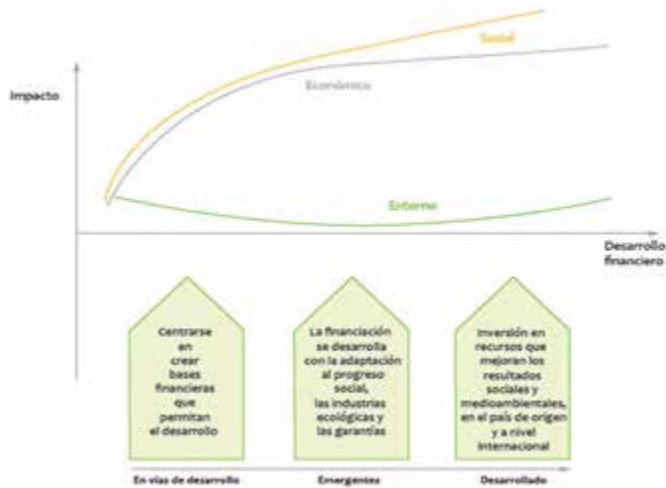 Social
Económico
Impacto
Entorno
Desarrollo
financiero
Centrarse
en
crear
bases
financieras
que
permitan
el desarrollo
La financiación
se desarrolla
con la adaptación
al progreso
social,
las industrias
ecológicas y
las garantías
Inversión en
recursos que
mejoran los
resultados
sociales y
medioambientales,
en el país de origen
y a nivel
internacional
En vías de desarrollo
Emergentes
Desarrollado